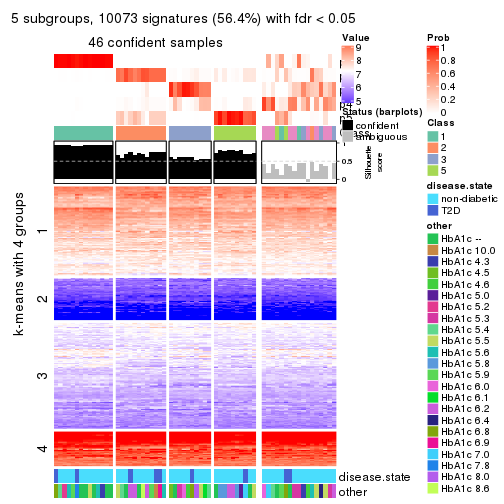 5 subgroups, 10073 signatures (56.4%) with fdr < 0.05
46 confident samples
k-means with 4 groups
1
2
3
4
Class
1
0.5
0
Silhouette
score
disease.state
other
Value
9
8
7
6
5
Status (barplots)
confident
ambiguous
Prob
1
0.8
0.6
0.4
0.2
0
Class
1
2
3
5
disease.state
non-diabetic
T2D
other
HbA1c --
HbA1c 10.0
HbA1c 4.3
HbA1c 4.5
HbA1c 4.6
HbA1c 5.0
HbA1c 5.2
HbA1c 5.3
HbA1c 5.4
HbA1c 5.5
HbA1c 5.6
HbA1c 5.8
HbA1c 5.9
HbA1c 6.0
HbA1c 6.1
HbA1c 6.2
HbA1c 6.4
HbA1c 6.8
HbA1c 6.9
HbA1c 7.0
HbA1c 7.8
HbA1c 8.0
HbA1c 8.6